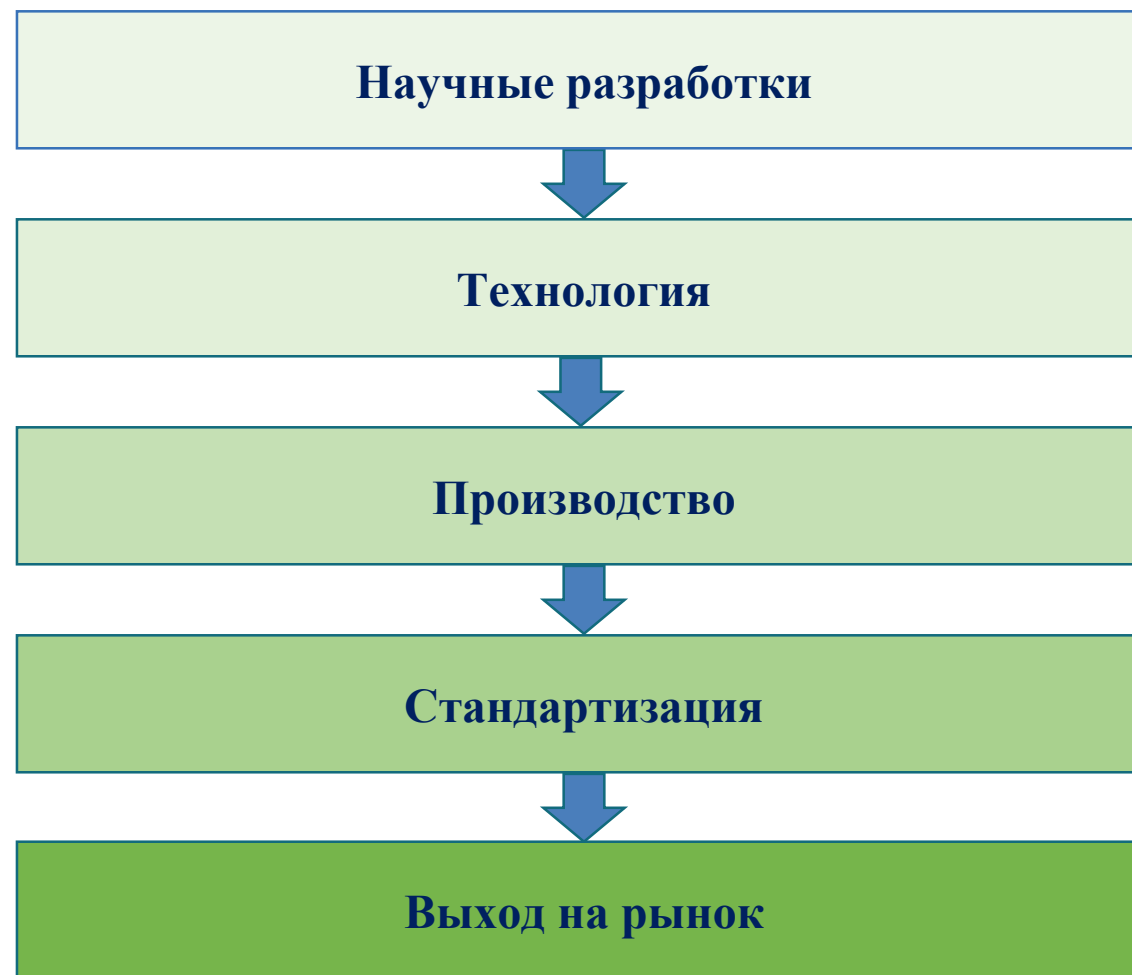 Научные разработки
Технология
Производство
Стандартизация
Выход на рынок